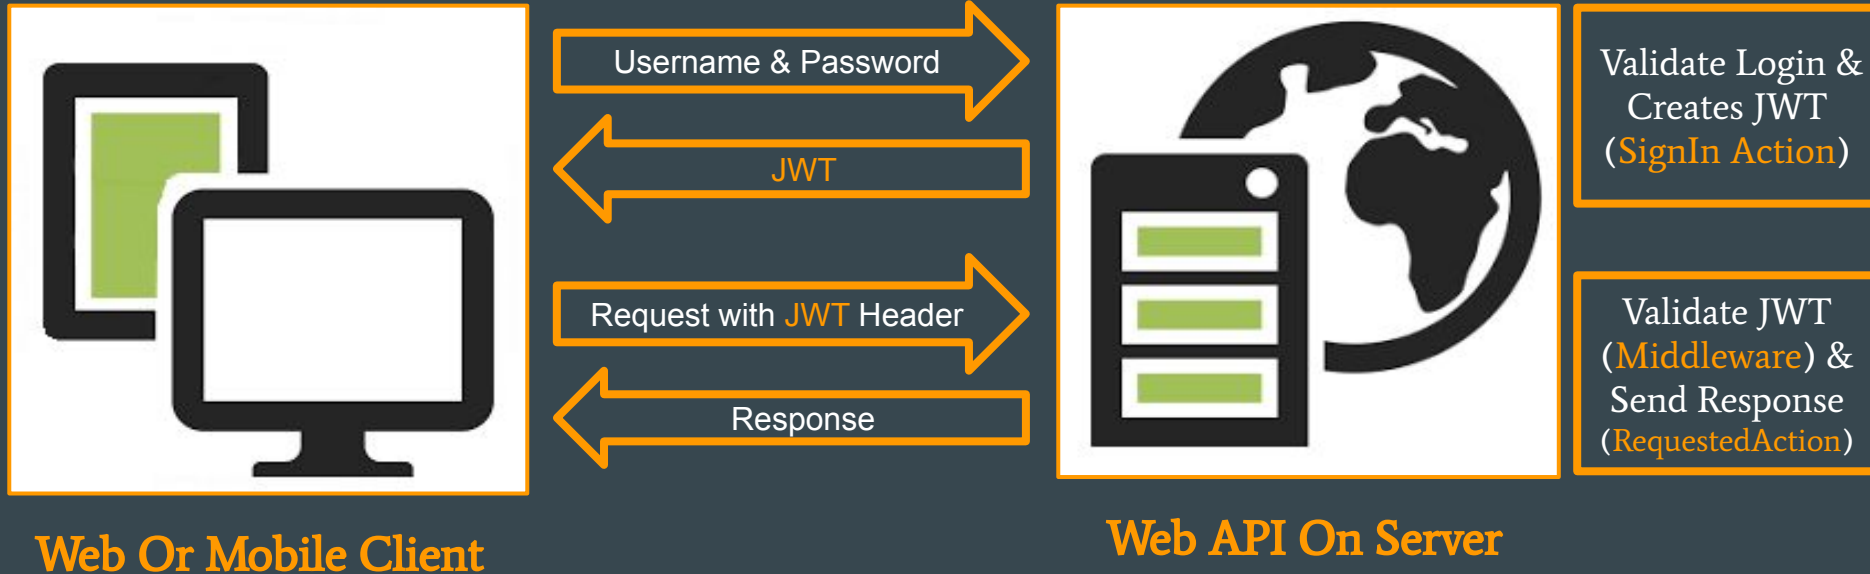 Username & Password
JWT
Request with JWT Header
Response
Validate Login &
Creates JWT
(SignIn Action)
Validate JWT
(Middleware) &
Send Response
(RequestedAction)
Web Or Mobile Client
Web API On Server